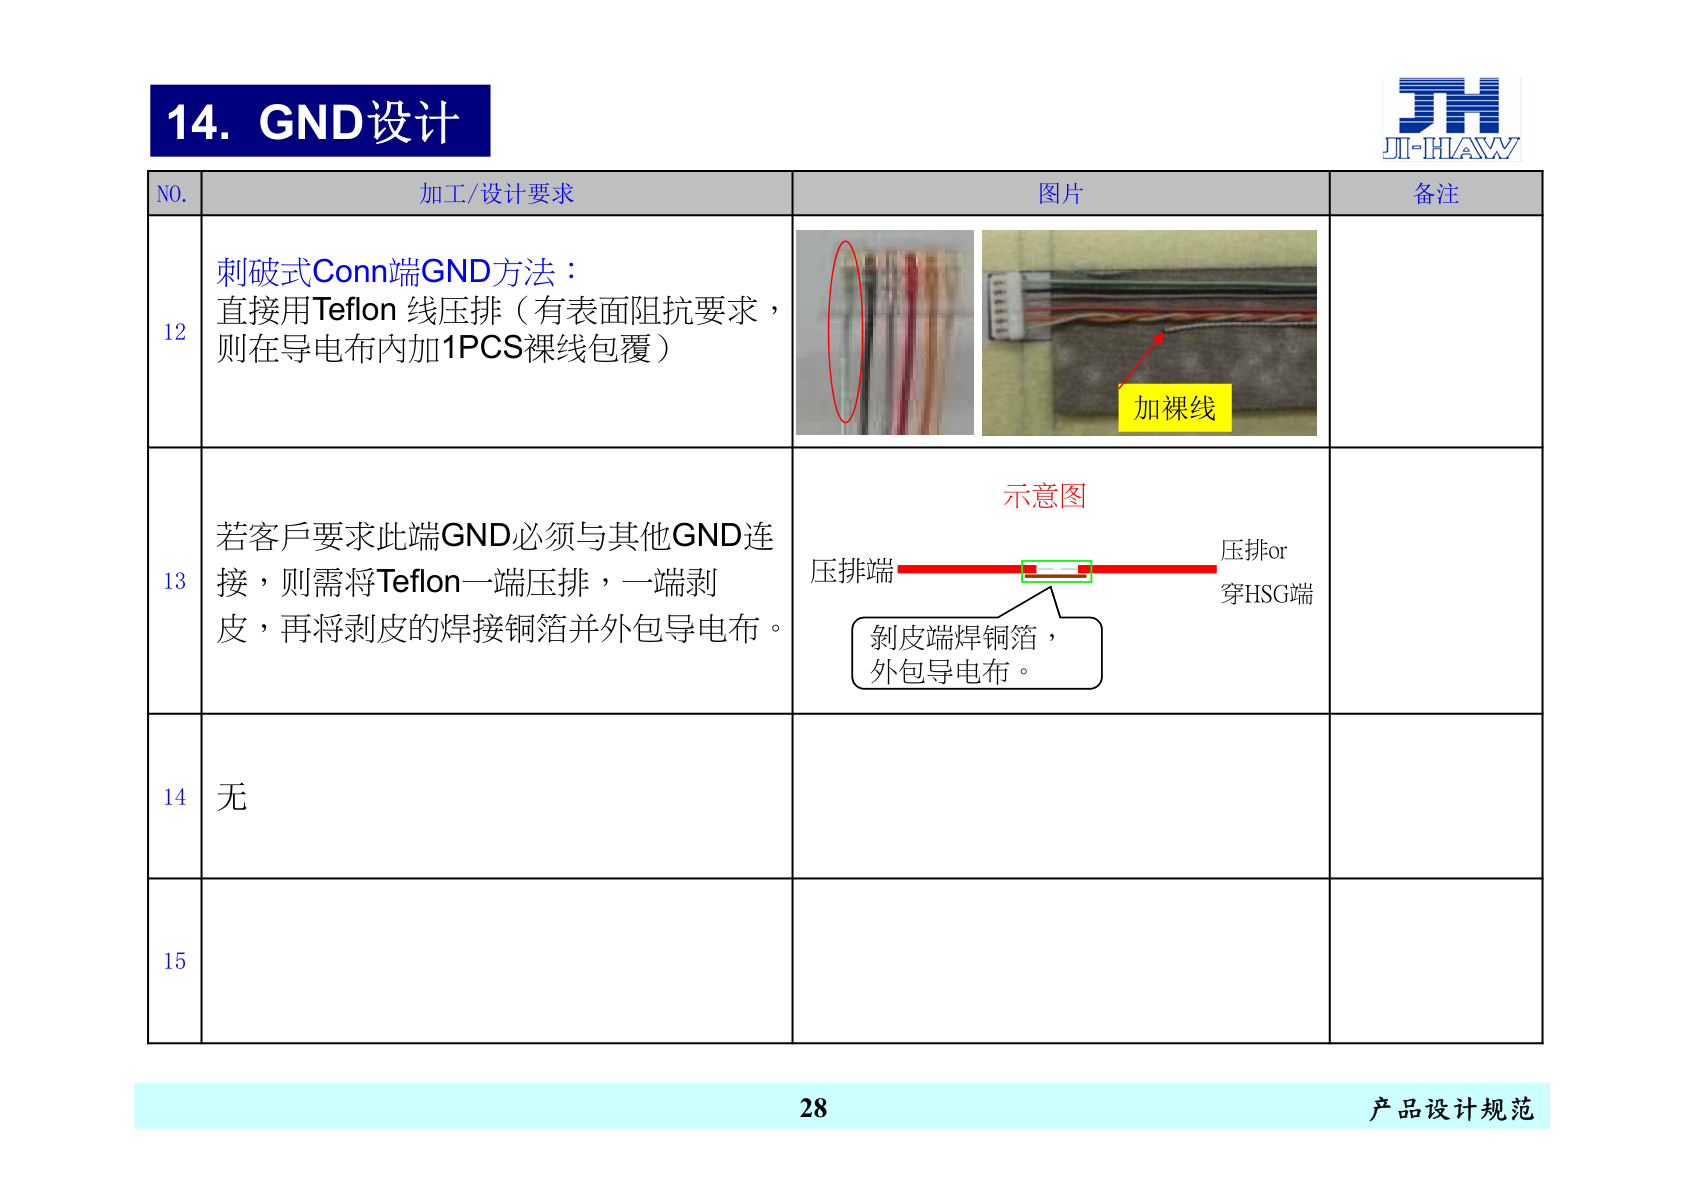 14. GND设计
JH
JI-HAW
NO. 加工/设计要求 图片 备注
12
刺破式Conn端GND方法：
直接用Teflon 线压排（有表面阻抗要求，
则在导电布內加1PCS裸线包覆）
加裸线
13
若客戶要求此端GND必须与其他GND连
接，则需将Teflon一端压排，一端剥
皮，再将剥皮的焊接铜箔并外包导电布。
示意图
压排端
压排or
穿HSG端
剥皮端焊铜箔，
外包导电布。
14
无
15
28
产品设计规范